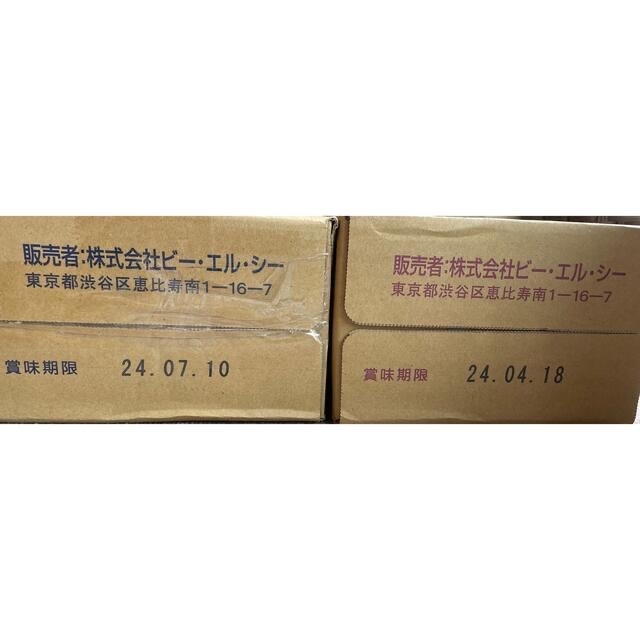 販売者:株式会社ビー・エル・シー
東京都渋谷区恵比寿南1―16―7
賞味期限 24.07.10
販売者:株式会社ビー・エル・シー
東京都渋谷区恵比寿南1―16―7
賞味期限 24.04.18